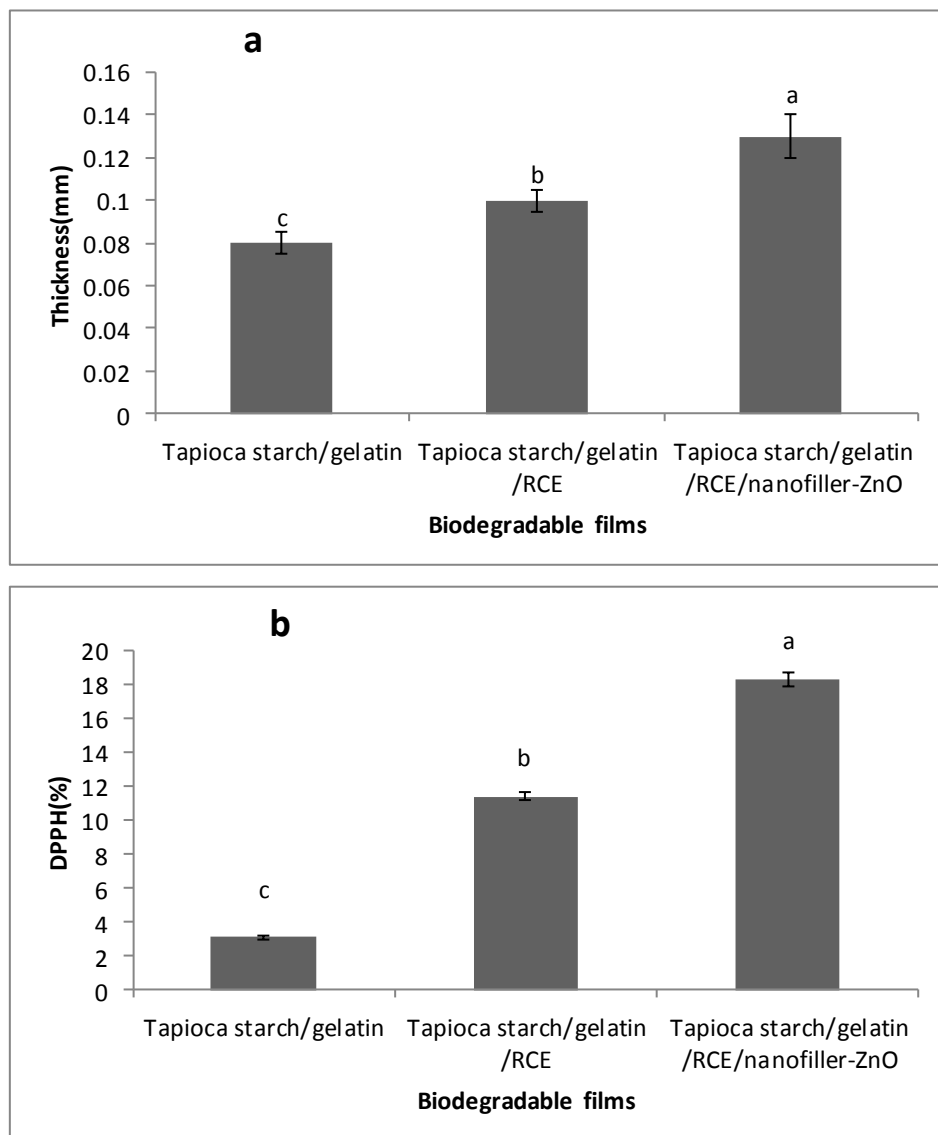 a
0.16
0.14
0.12
0.1
0.08
0.06
0.04
0.02
0
Thickness(mm)
c
b
a
Tapioca starch/gelatin
Tapioca starch/gelatin
/RCE
Tapioca starch/gelatin
/RCE/nanofiller-ZnO
Biodegradable films
b
20
18
16
14
12
10
8
6
4
2
0
DPPH(%)
c
b
a
Tapioca starch/gelatin
Tapioca starch/gelatin
/RCE
Tapioca starch/gelatin
/RCE/nanofiller-ZnO
Biodegradable films